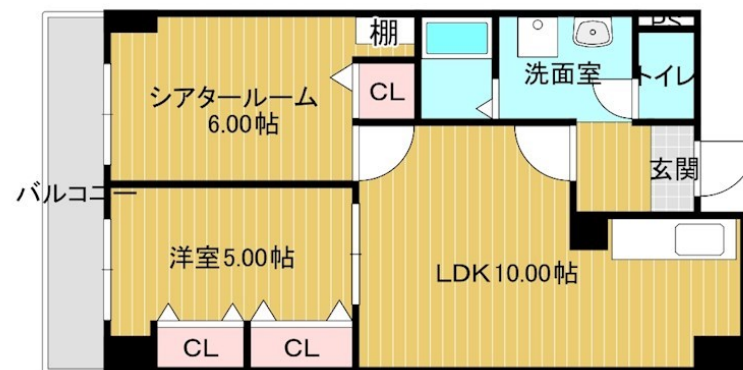 PS
棚
シアタールーム
6.00帖
CL
洗面室
トイレ
玄関
バルコニー
洋室5.00帖
LDK10.00帖
CL
CL